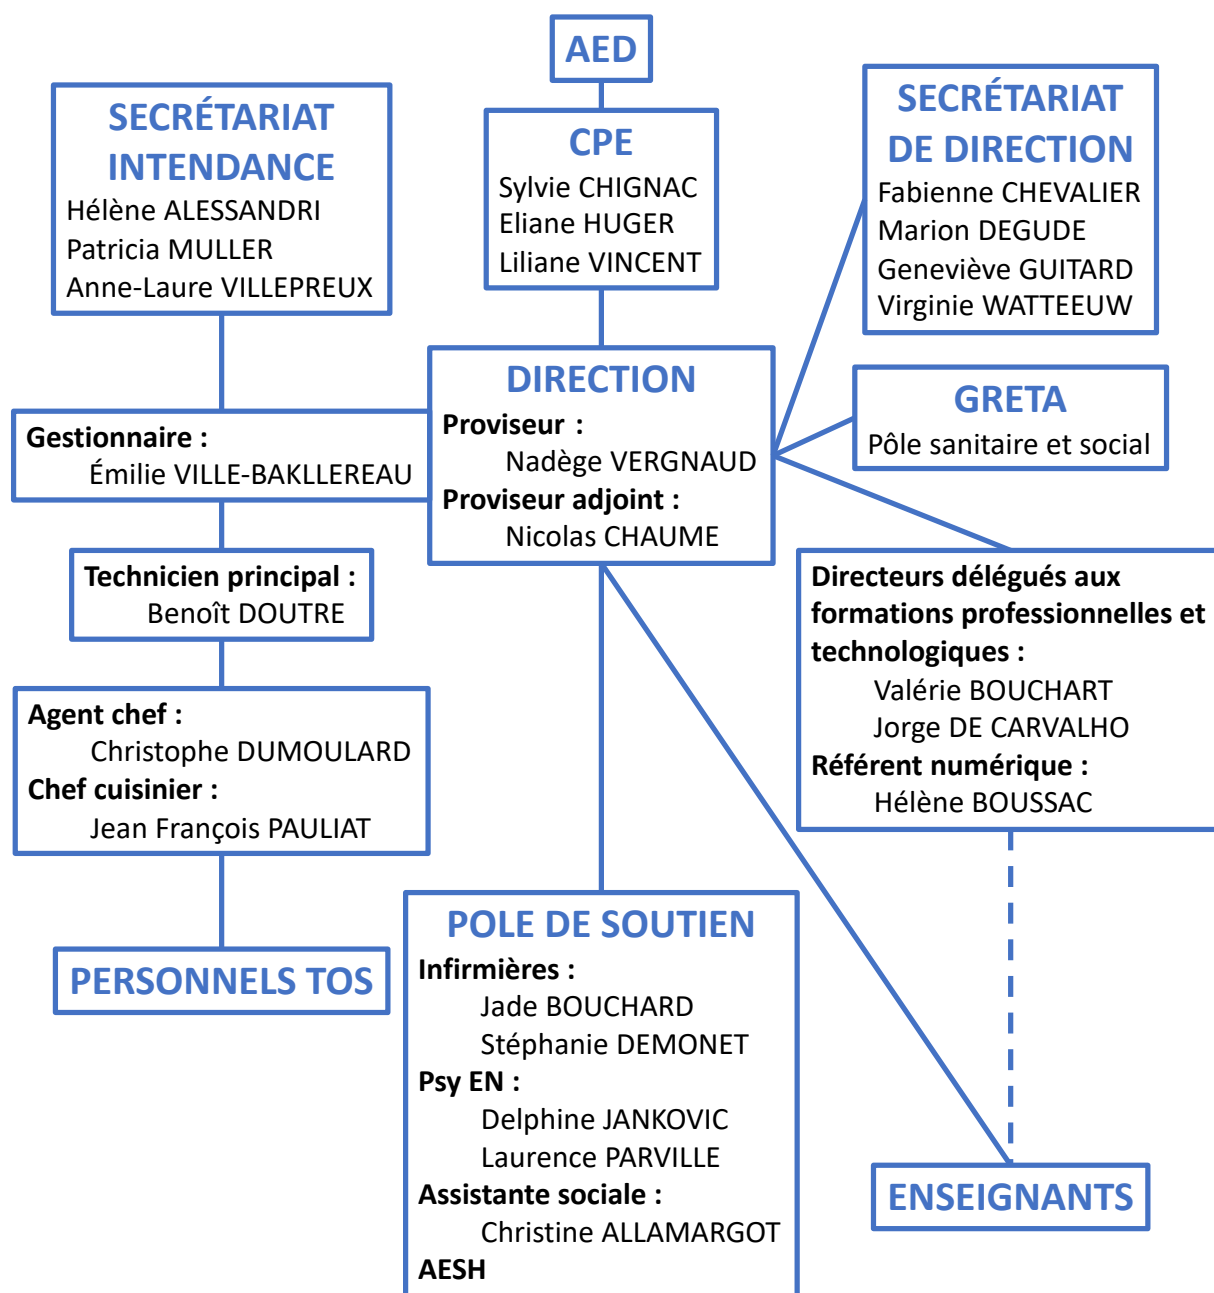 AED
SECRÉTARIAT
INTENDANCE
Hélène ALESSANDRI
Patricia MULLER
Anne-Laure VILLEPREUX
CPE
Sylvie CHIGNAC
Eliane HUGER
Liliane VINCENT
SECRÉTARIAT
DE DIRECTION
Fabienne CHEVALIER
Marion DEGUDE
Geneviève GUITARD
Virginie WATTEEUW
DIRECTION
Proviseur :
Nadège VERGNAUD
Proviseur adjoint :
Nicolas CHAUME
GRETA
Pôle sanitaire et social
Gestionnaire :
Émilie VILLE-BAKLLEREAU
Technicien principal :
Benoît DOUTRE
Directeurs délégués aux
formations professionnelles et
technologiques :
Valérie BOUCHART
Jorge DE CARVALHO
Référent numérique :
Hélène BOUSSAC
Agent chef :
Christophe DUMOULARD
Chef cuisinier :
Jean François PAULIAT
PERSONNELS TOS
POLE DE SOUTIEN
Infirmières :
Jade BOUCHARD
Stéphanie DEMONET
Psy EN :
Delphine JANKOVIC
Laurence PARVILLE
Assistante sociale :
Christine ALLAMARGOT
AESH
ENSEIGNANTS